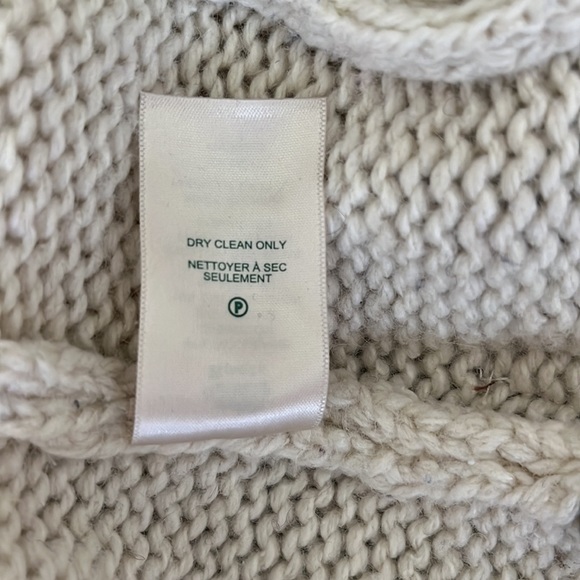 DRY CLEAN ONLY
NETTOYER À SEC
SEULEMENT
P